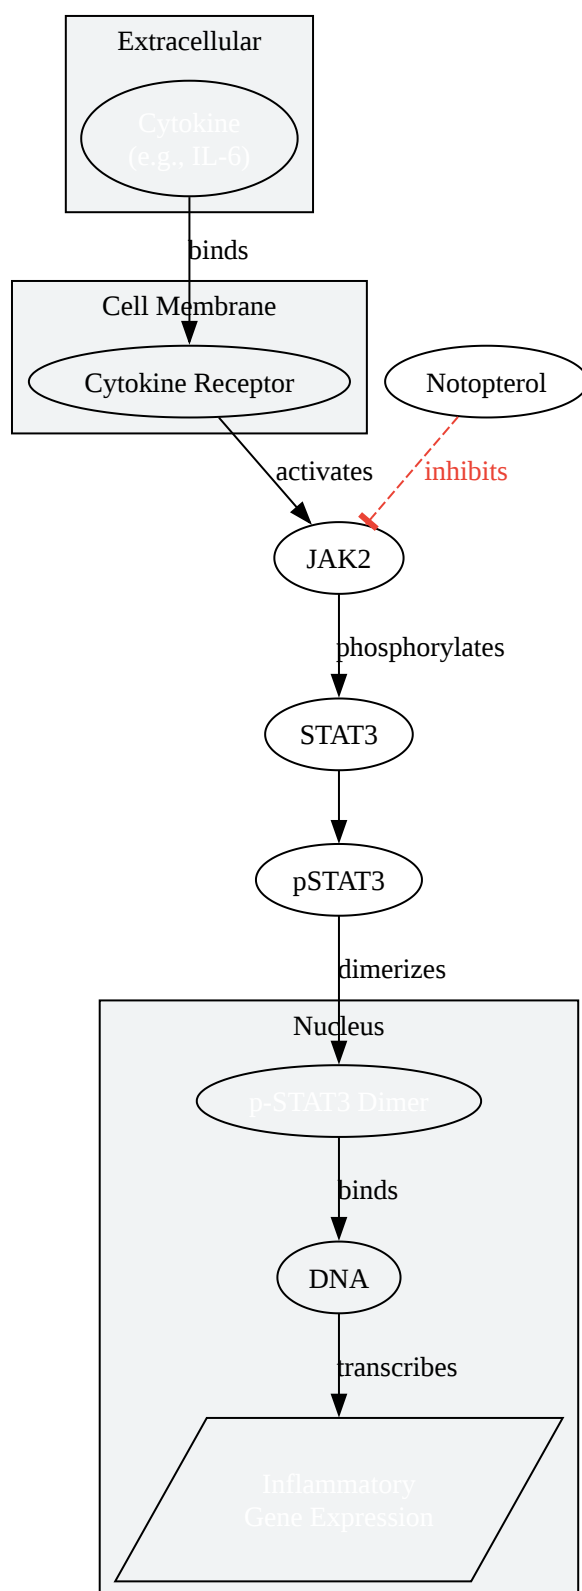 Extracellular
Cytokine
(e.g., IL-6)
binds
Cell Membrane
Cytokine Receptor
Notopterol
activates
inhibits
JAK2
phosphorylates
STAT3
pSTAT3
dimerizes
Nucleus
p-STAT3 Dimer
binds
DNA
transcribes
Inflammatory
Gene Expression